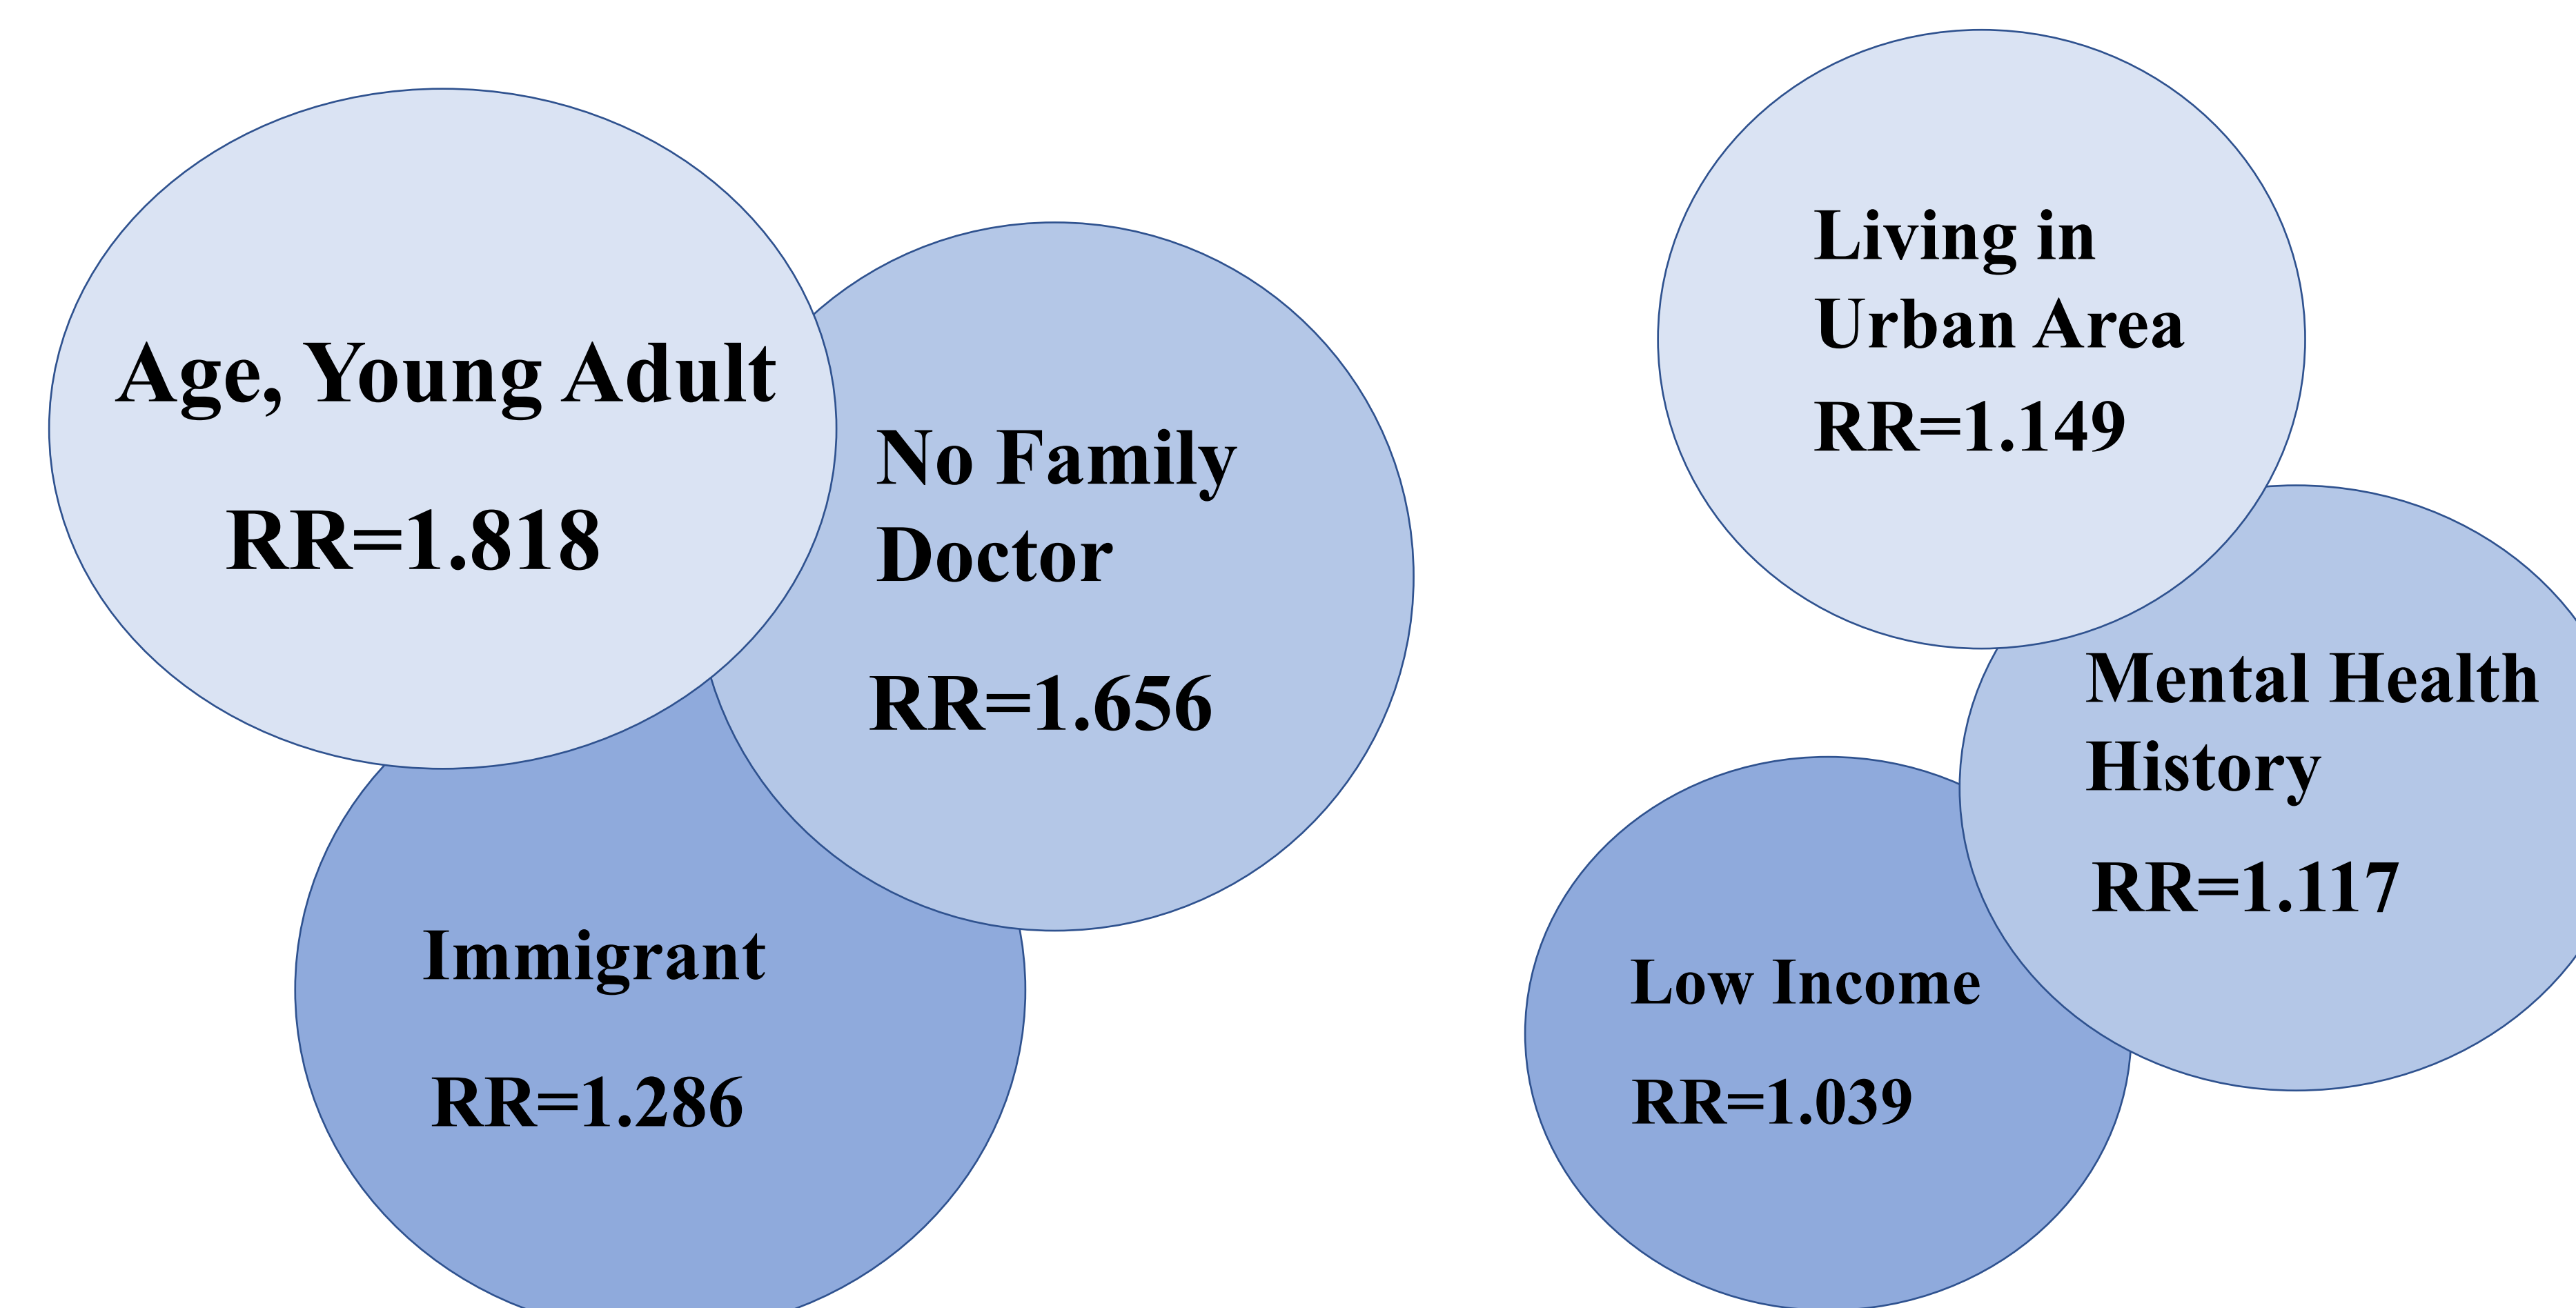 Age, Young Adult
RR=1.818
No Family
Doctor
RR=1.656
Immigrant
RR=1.286
Living in
Urban Area
RR=1.149
Mental Health
History
RR=1.117
Low Income
RR=1.039